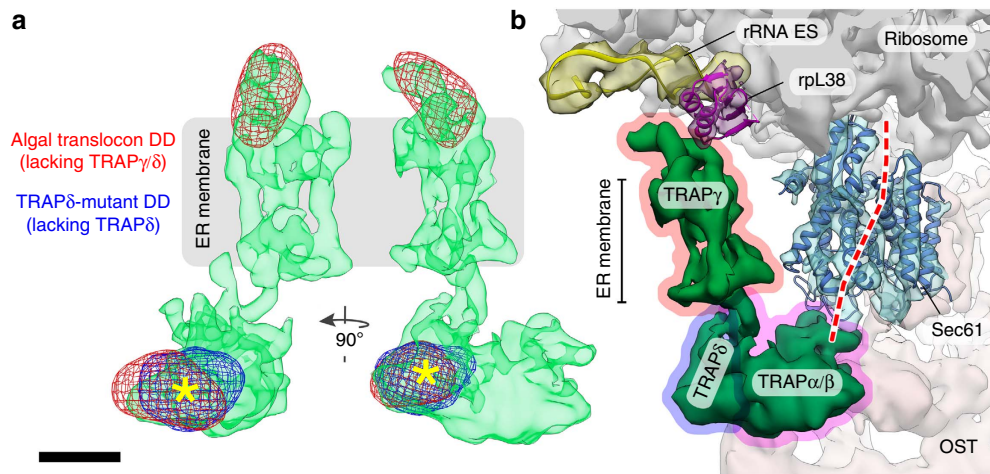 a
Algal translocon DD
(lacking TRAPγ/δ)
TRAPδ-mutant DD
(lacking TRAPδ)
ER membrane
90°
b
rRNA ES
Ribosome
rpL38
TRAPγ
ER membrane
Sec61
TRAPδ
TRAPα/β
OST